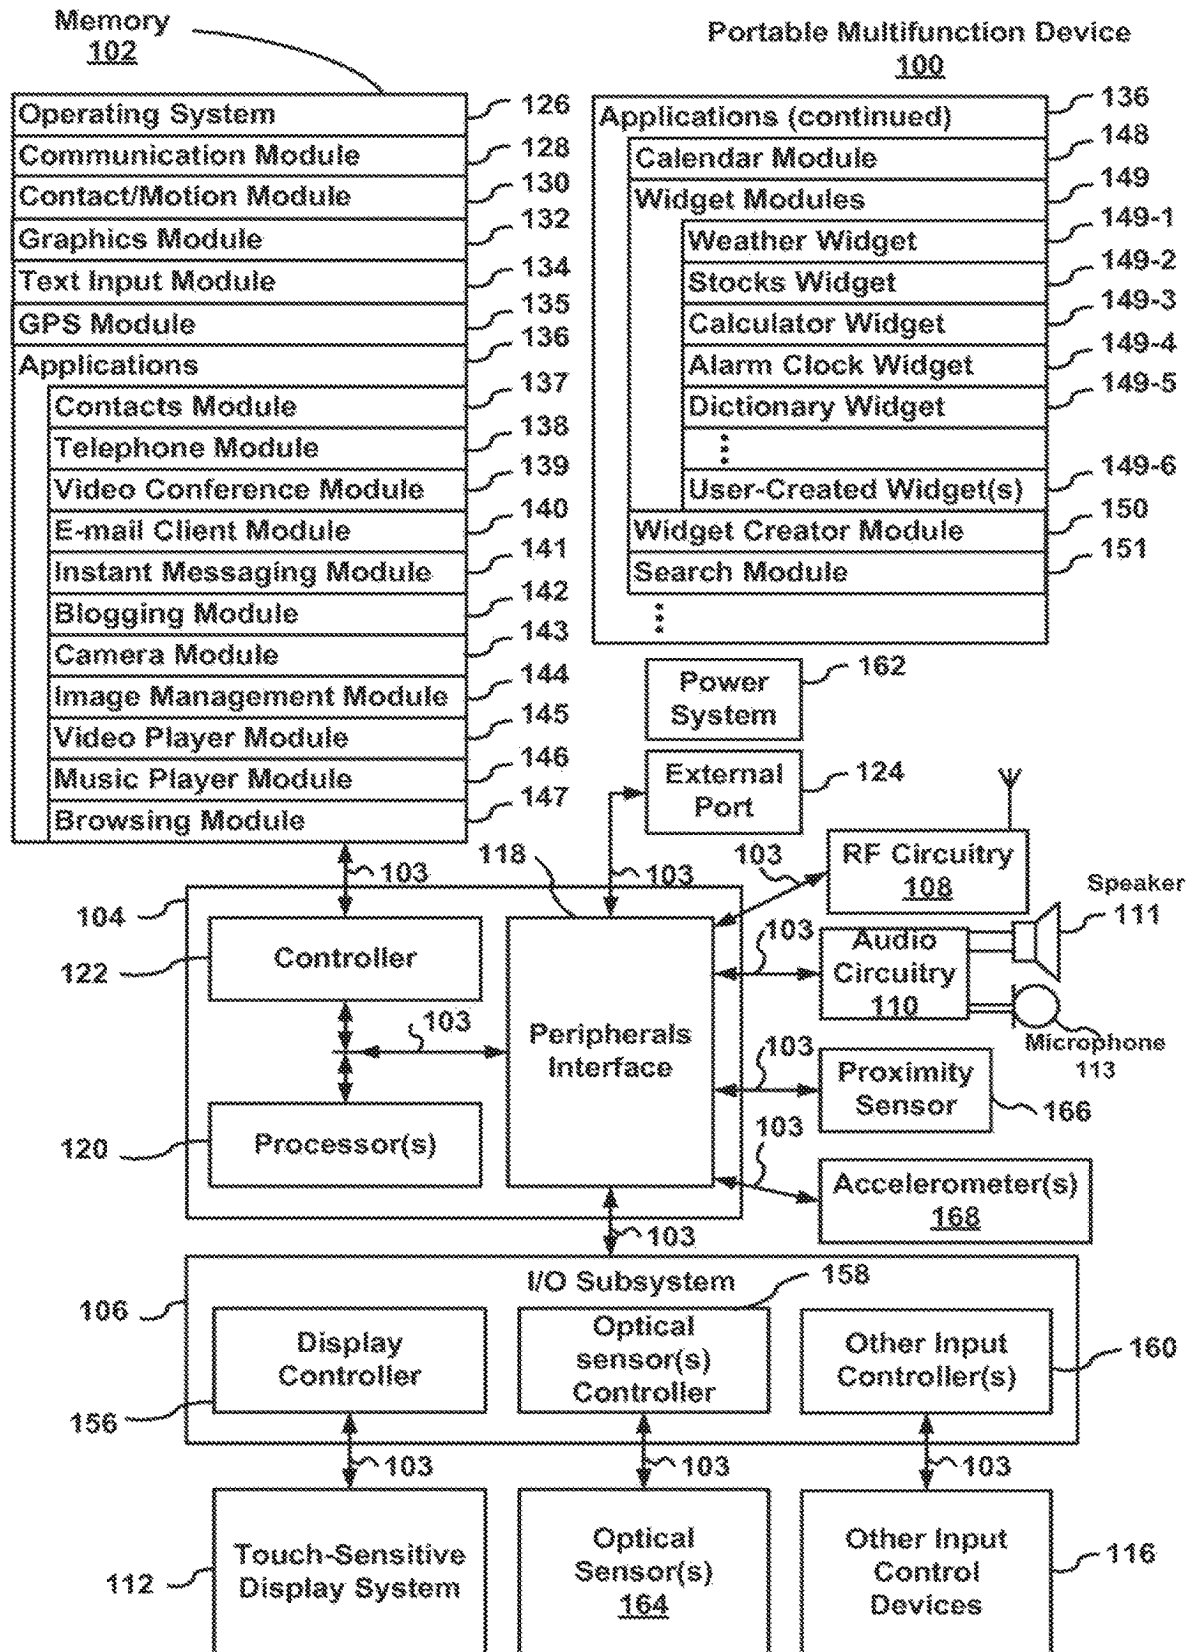 Memory
102
Portable Multifunction Device
100
Operating System
126
Communication Module
128
Contact/Motion Module
130
Graphics Module
132
Text Input Module
134
GPS Module
135
Applications
136
Contacts Module
137
Telephone Module
138
Video Conference Module
139
E-mail Client Module
140
Instant Messaging Module
141
Blogging Module
142
Camera Module
143
Image Management Module
144
Video Player Module
145
Music Player Module
146
Browsing Module
147
Applications (continued)
136
Calendar Module
148
Widget Modules
149
Weather Widget
149-1
Stocks Widget
149-2
Calculator Widget
149-3
Alarm Clock Widget
149-4
Dictionary Widget
149-5
⋮
User-Created Widget(s)
149-6
Widget Creator Module
150
Search Module
151
⋮
Power
System
162
External
Port
124
103
118
103
103
RF Circuitry
108
Speaker
111
104
Controller
122
103
Audio
Circuitry
110
103
Peripherals
Interface
Microphone
113
103
Proximity
Sensor
166
Processor(s)
120
103
Accelerometer(s)
168
103
I/O Subsystem
158
106
Display
Controller
156
Optical
sensor(s)
Controller
Other Input
Controller(s)
160
103
103
103
Touch-Sensitive
Display System
112
Optical
Sensor(s)
164
Other Input
Control
Devices
116